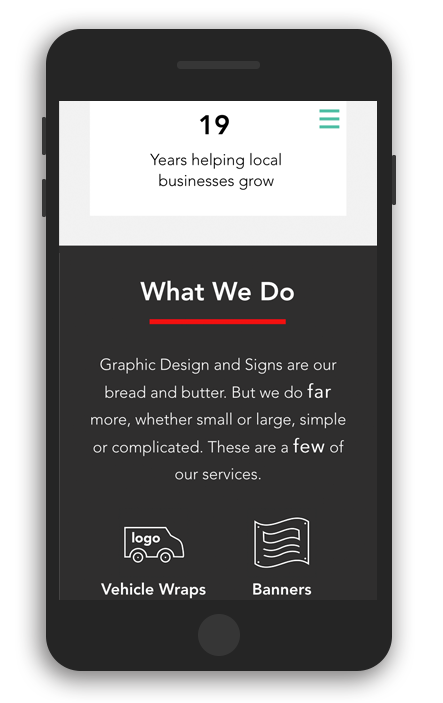 19
Years helping local
businesses grow
What We Do
Graphic Design and Signs are our
bread and butter. But we do far
more, whether small or large, simple
or complicated. These are a few of
our services.
logo
Vehicle Wraps
Banners